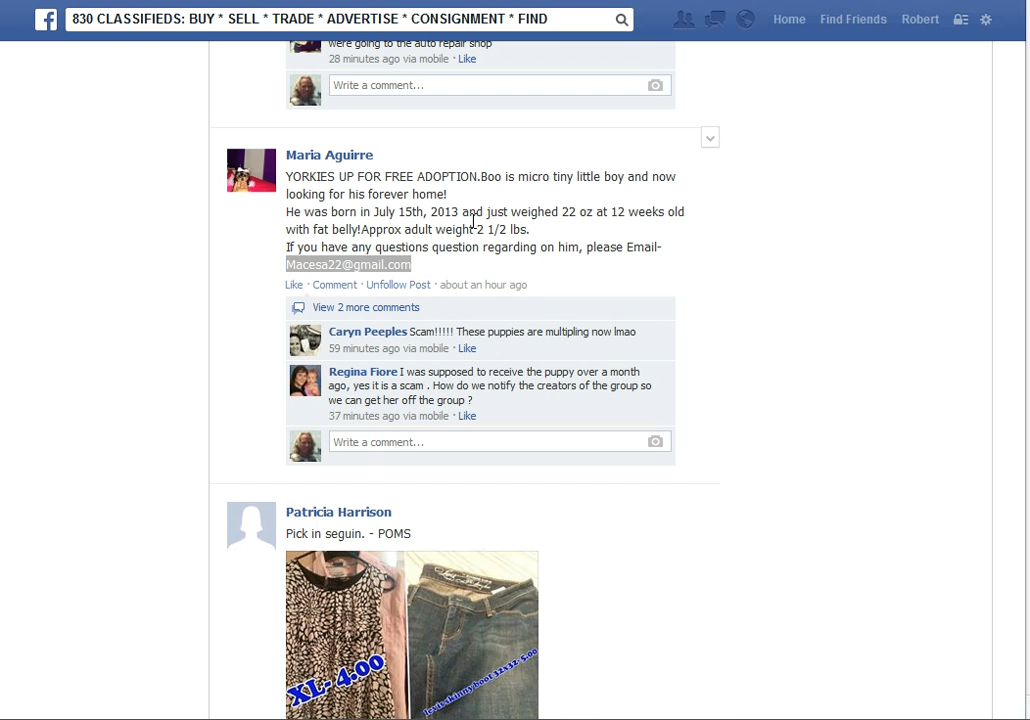 830 CLASSIFIEDS: BUY * SELL * TRADE * ADVERTISE * CONSIGNMENT * FIND
Home
Find Friends
Robert
were going to the auto repair shop
28 minutes ago via mobile · Like
Write a comment...
Maria Aguirre
YORKIES UP FOR FREE ADOPTION.Boo is micro tiny little boy and now
looking for his forever home!
He was born in July 15th, 2013 and just weighed 22 oz at 12 weeks old
with fat belly!Approx adult weight-2 1/2 lbs.
If you have any questions question regarding on him, please Email-
Macesa22@gmail.com
Like · Comment · Unfollow Post · about an hour ago
View 2 more comments
Caryn Peeples Scam!!!!! These puppies are multipling now lmao
59 minutes ago via mobile · Like
Regina Fiore I was supposed to receive the puppy over a month
ago, yes it is a scam . How do we notify the creators of the group so
we can get her off the group ?
37 minutes ago via mobile · Like
Write a comment...
Patricia Harrison
Pick in seguin. - POMS
XL- 4.00
levis skinny boot 32x32- 5.00